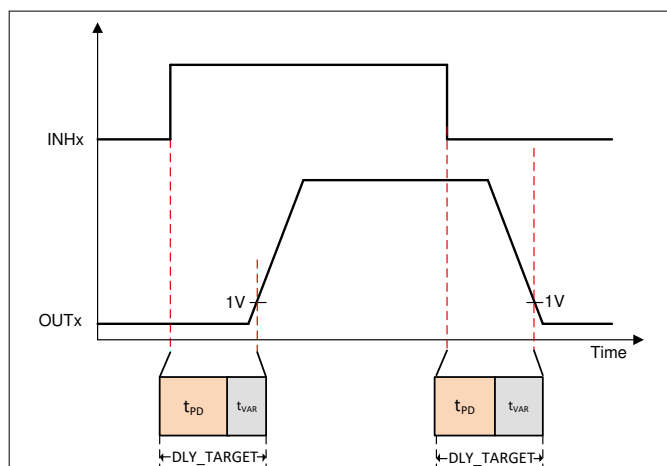 INHx
1V
1V
OUTx
Time
tPD
tVAR
tPD
tVAR
DLY_TARGET
DLY_TARGET